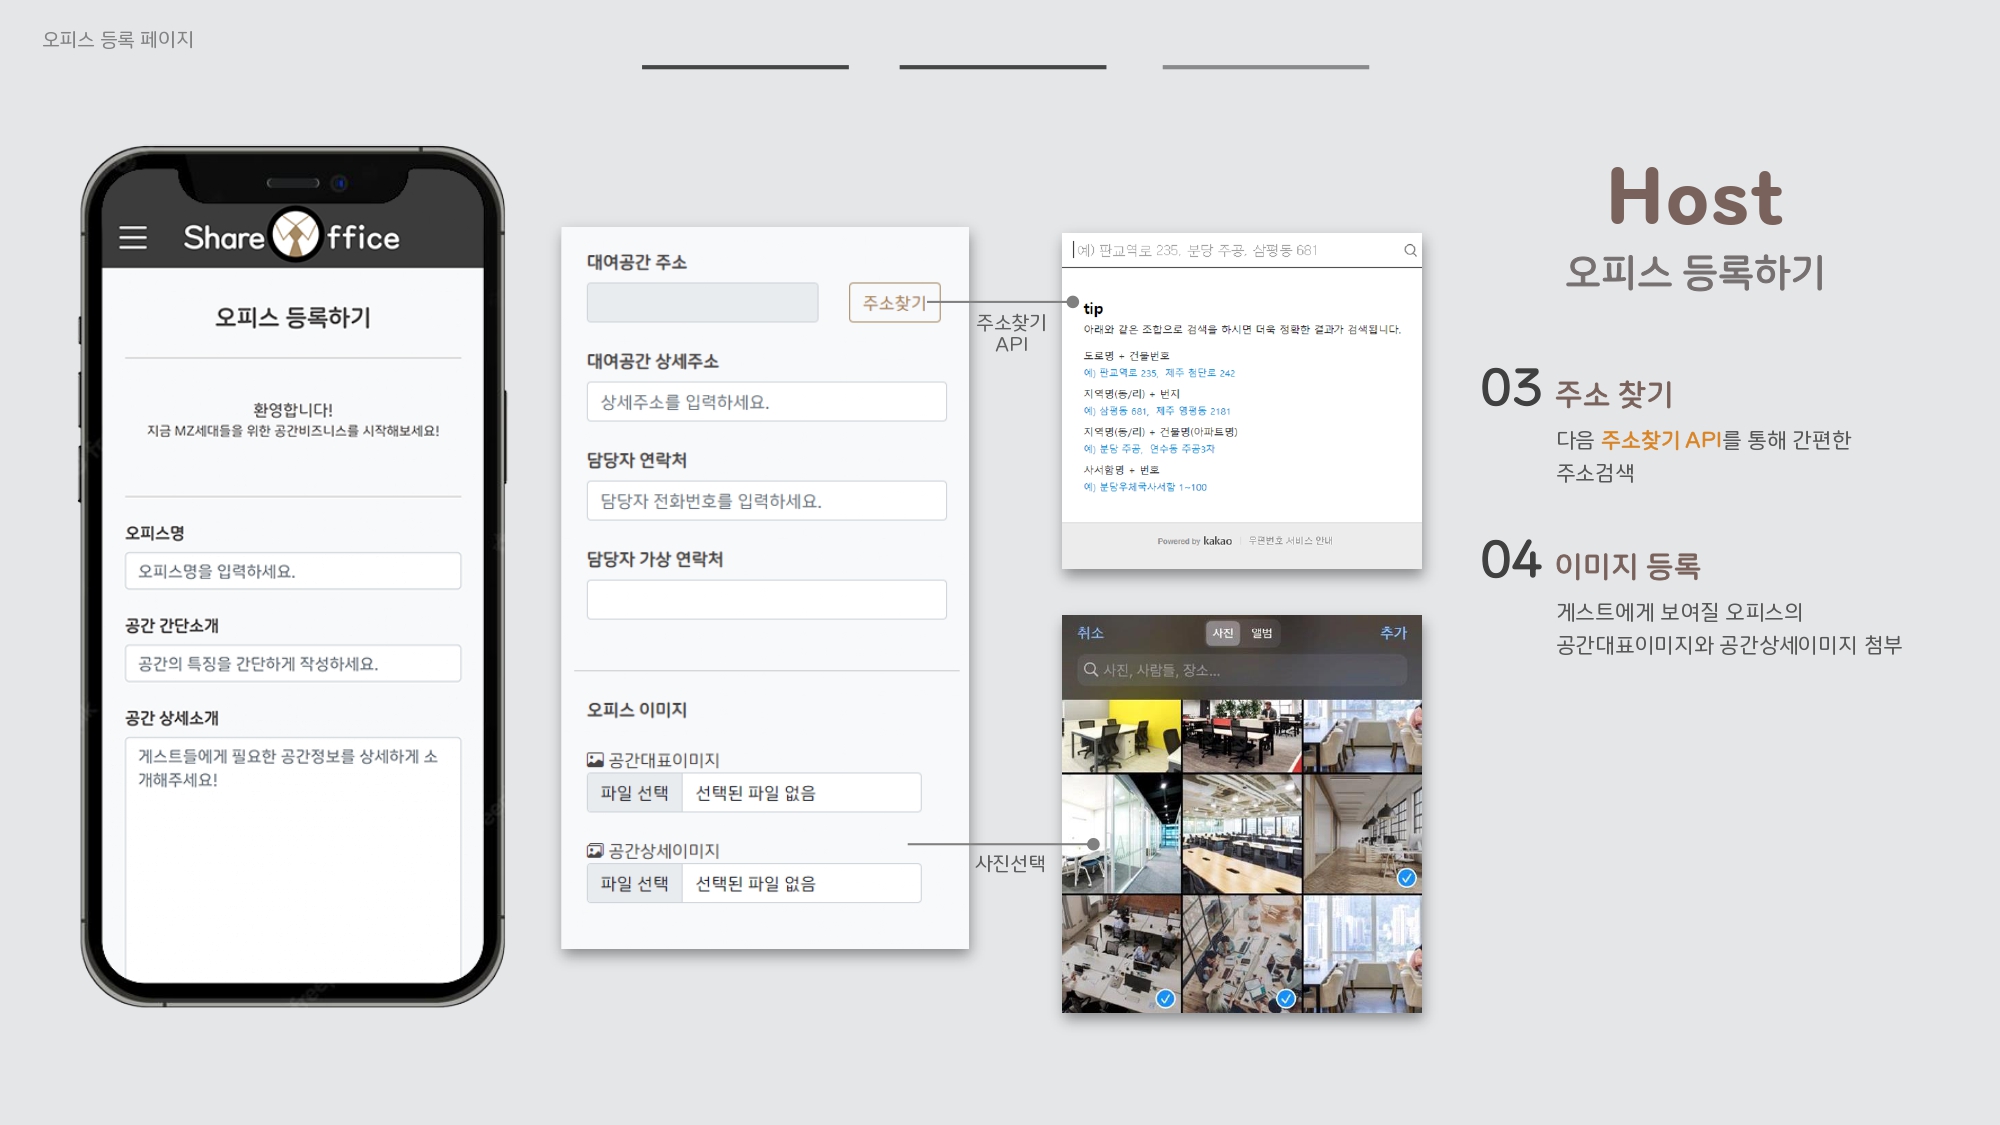 오피스 등록 페이지
Share ffice
오피스 등록하기
환영합니다!
지금 MZ세대들을 위한 공간비즈니스를 시작해보세요!
오피스명
오피스명을 입력하세요.
공간 간단소개
공간의 특징을 간단하게 작성하세요.
공간 상세소개
게스트들에게 필요한 공간정보를 상세하게 소
개해주세요!
대여공간 주소
주소찾기
대여공간 상세주소
상세주소를 입력하세요.
담당자 연락처
담당자 전화번호를 입력하세요.
담당자 가상 연락처
오피스 이미지
공간대표이미지
파일 선택 선택된 파일 없음
공간상세이미지
파일 선택 선택된 파일 없음
주소찾기
API
사진선택
예) 판교역로 235, 분당 주공, 삼평동 681
tip
아래와 같은 조합으로 검색을 하시면 더욱 정확한 결과가 검색됩니다.
도로명 + 건물번호
예) 판교역로 235, 제주 첨단로 242
지역명(동/리) + 번지
예) 삼평동 681, 제주 영평동 2181
지역명(동/리) + 건물명(아파트명)
예) 분당 주공, 연수동 주공3차
사서함명 + 번호
예) 분당우체국사서함 1~100
Powered by kakao | 우편번호 서비스 안내
취소 사진 앨범 추가
사진, 사람들, 장소...
Host
오피스 등록하기
03 주소 찾기
다음 주소찾기 API를 통해 간편한
주소검색
04 이미지 등록
게스트에게 보여질 오피스의
공간대표이미지와 공간상세이미지 첨부